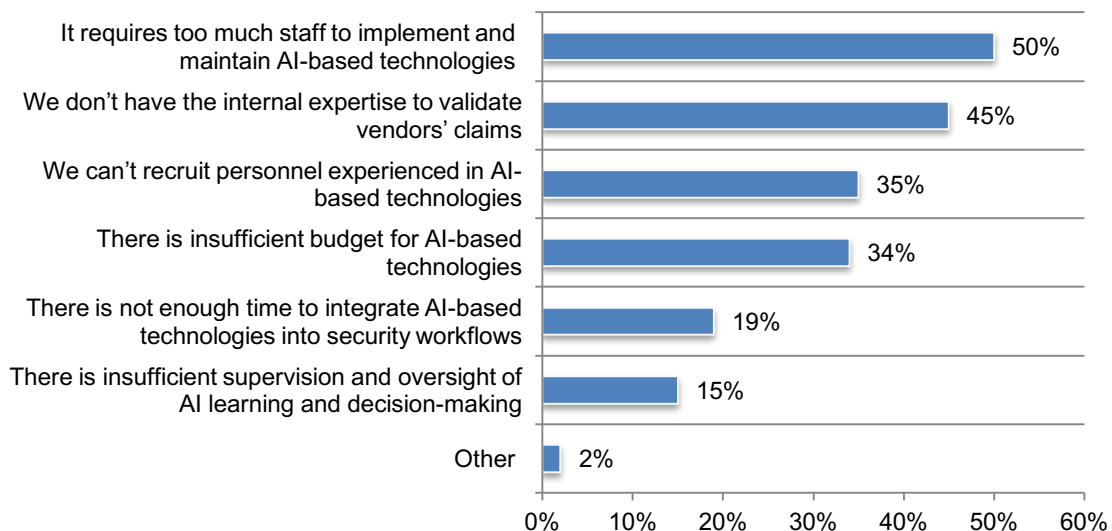 It requires too much staff to implement and
maintain AI-based technologies
50%
We don’t have the internal expertise to validate
vendors’ claims
45%
We can’t recruit personnel experienced in AI-
based technologies
35%
There is insufficient budget for AI-based
technologies
34%
There is not enough time to integrate AI-based
technologies into security workflows
19%
There is insufficient supervision and oversight of
AI learning and decision-making
15%
Other
2%
0% 10% 20% 30% 40% 50% 60%